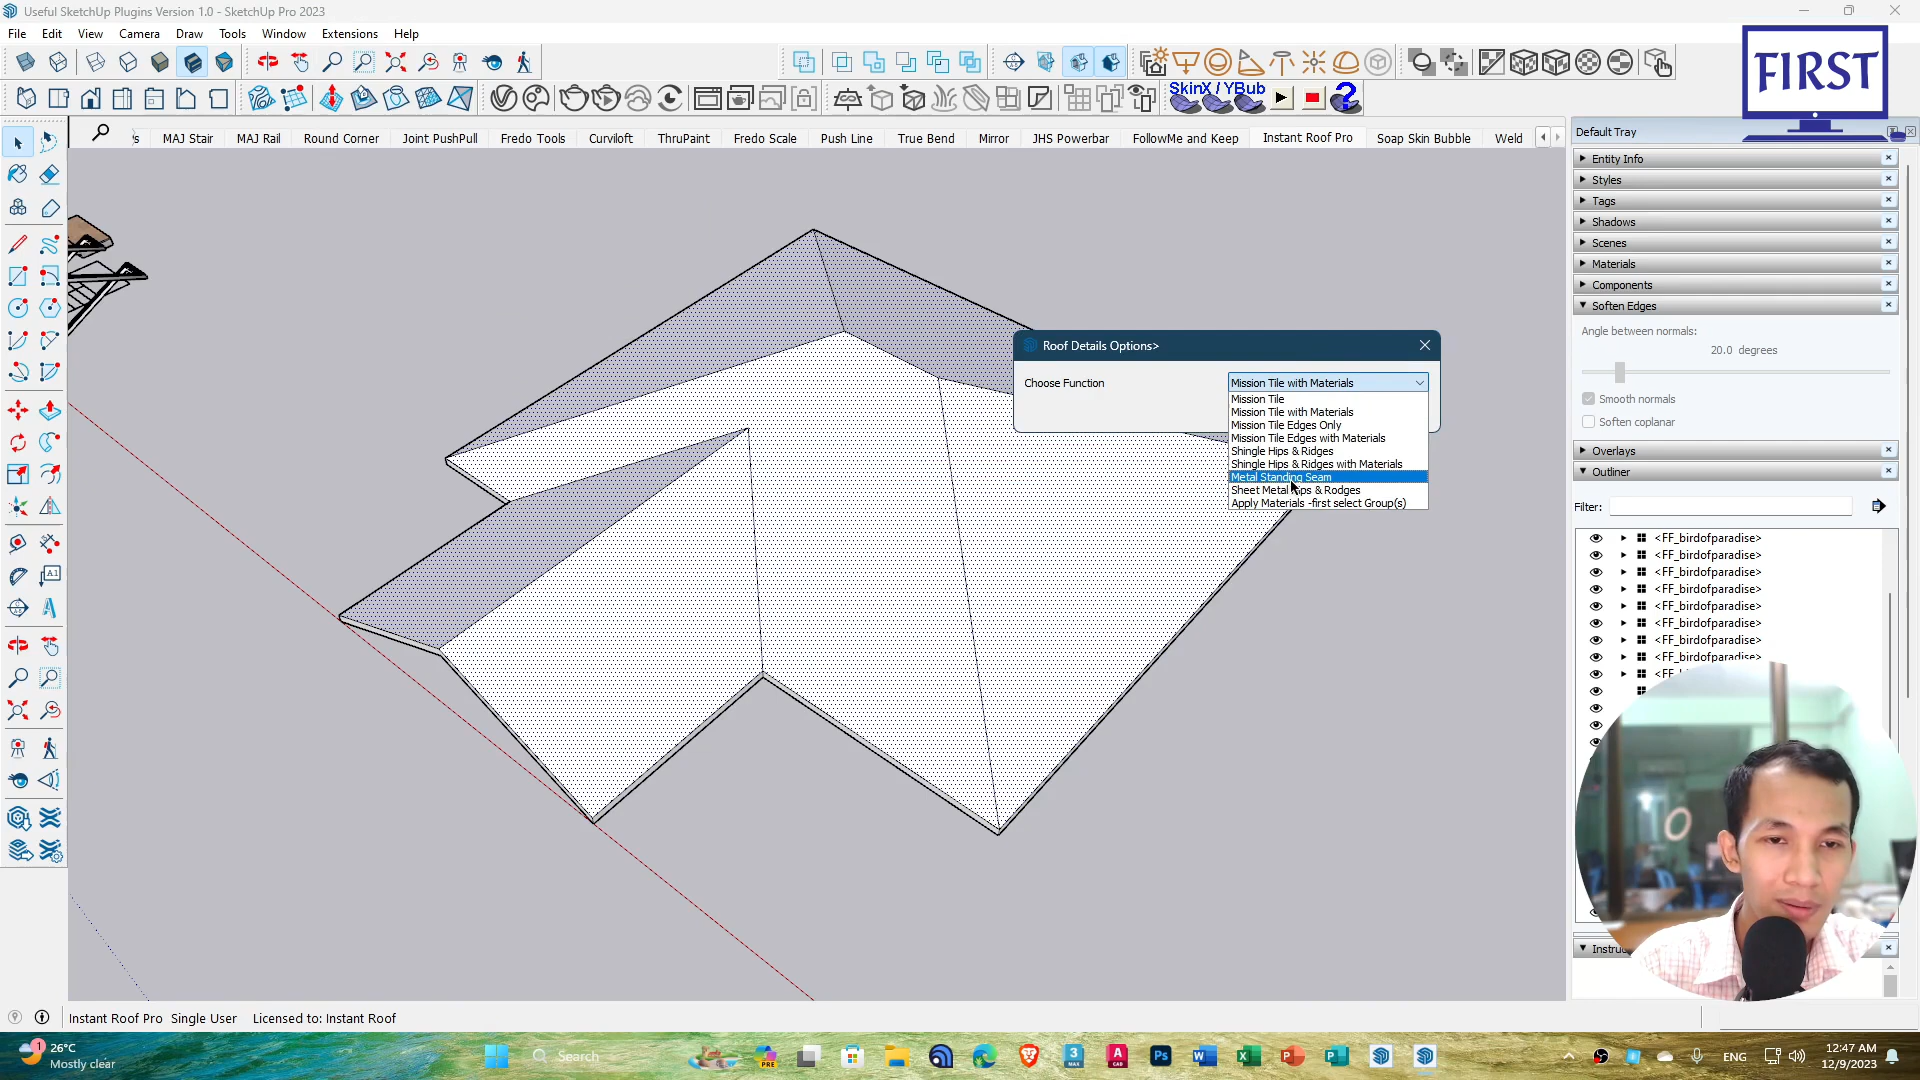 Useful SketchUp Plugins Version 1.0 - SketchUp Pro 2023
File Edit View Camera Draw Tools Window Extensions Help
FIRST
SkinX / YBub
MAJ Stair MAJ Rail Round Corner Joint PushPull Fredo Tools Curviloft ThruPaint Fredo Scale Push Line True Bend Mirror JHS Powerbar FollowMe and Keep Instant Roof Pro Soap Skin Bubble Weld
Default Tray
Entity Info
Styles
Tags
Shadows
Scenes
Materials
Components
Soften Edges
Angle between normals:
20.0 degrees
Smooth normals
Soften coplanar
Overlays
Outliner
Filter:
<FF_birdofparadise>
<FF_birdofparadise>
<FF_birdofparadise>
<FF_birdofparadise>
<FF_birdofparadise>
<FF_birdofparadise>
<FF_birdofparadise>
<FF_birdofparadise>
Roof Details Options>
Choose Function
Mission Tile with Materials
Mission Tile
Mission Tile with Materials
Mission Tile Edges Only
Mission Tile Edges with Materials
Shingle Hips & Ridges
Shingle Hips & Ridges with Materials
Metal Standing Seam
Sheet Metal Hips & Rodges
Apply Materials -first select Group(s)
Instant Roof Pro Single User Licensed to: Instant Roof
26°C
Mostly clear
Search
ENG
12:47 AM
12/9/2023